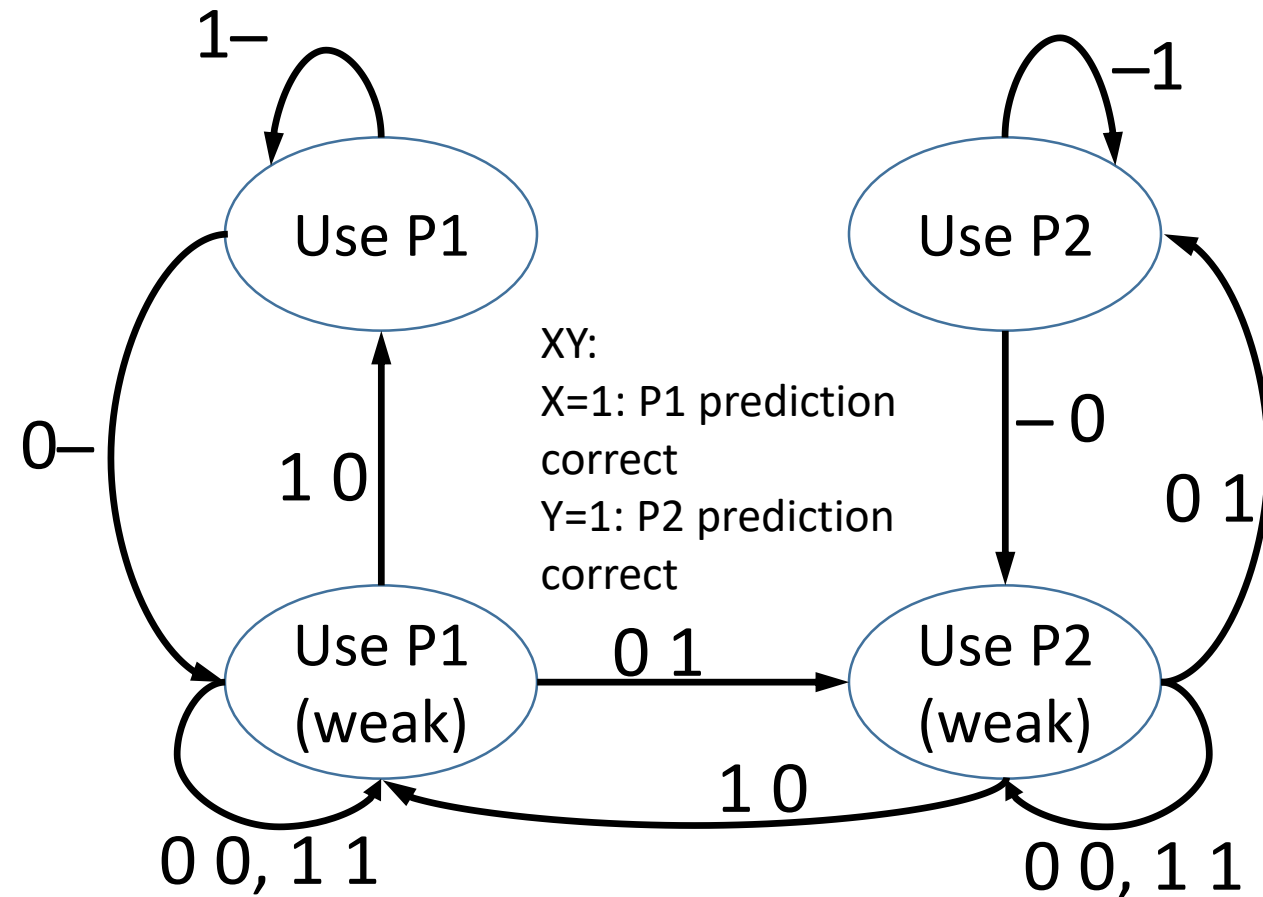 1–
–1
Use P1
Use P2
XY:
X=1: P1 prediction
correct
Y=1: P2 prediction
correct
0–
1 0
– 0
0 1
Use P1
(weak)
0 1
Use P2
(weak)
1 0
0 0, 1 1
0 0, 1 1